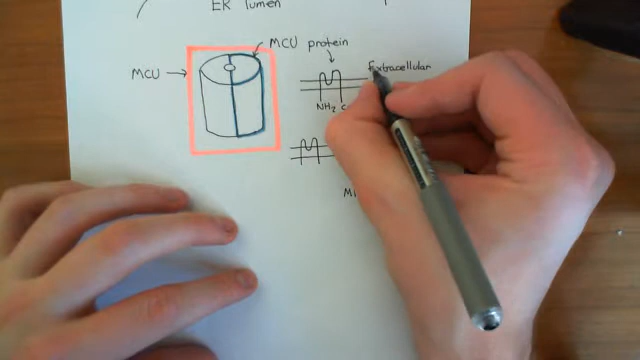 ER lumen
MCU protein
MCU
Extracellular
NH2 C